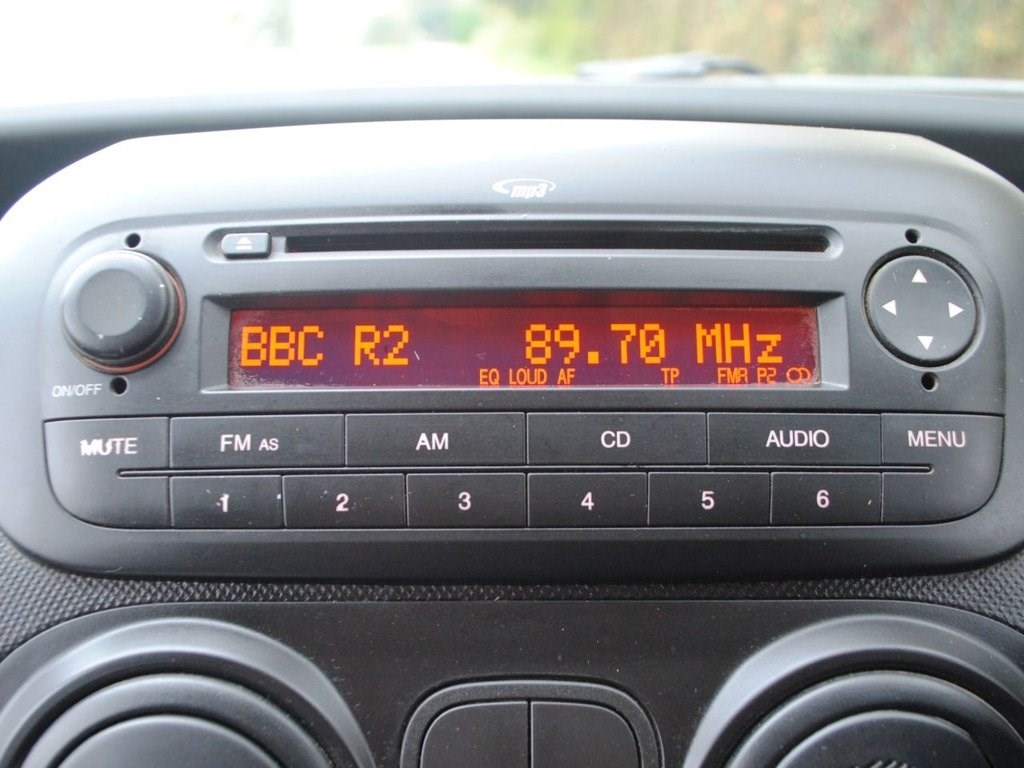 mp3
BBC R2 89.70 MHz
EQ LOUD AF TP FMR P2
ON/OFF
MUTE FM AS AM CD AUDIO MENU
1 2 3 4 5 6